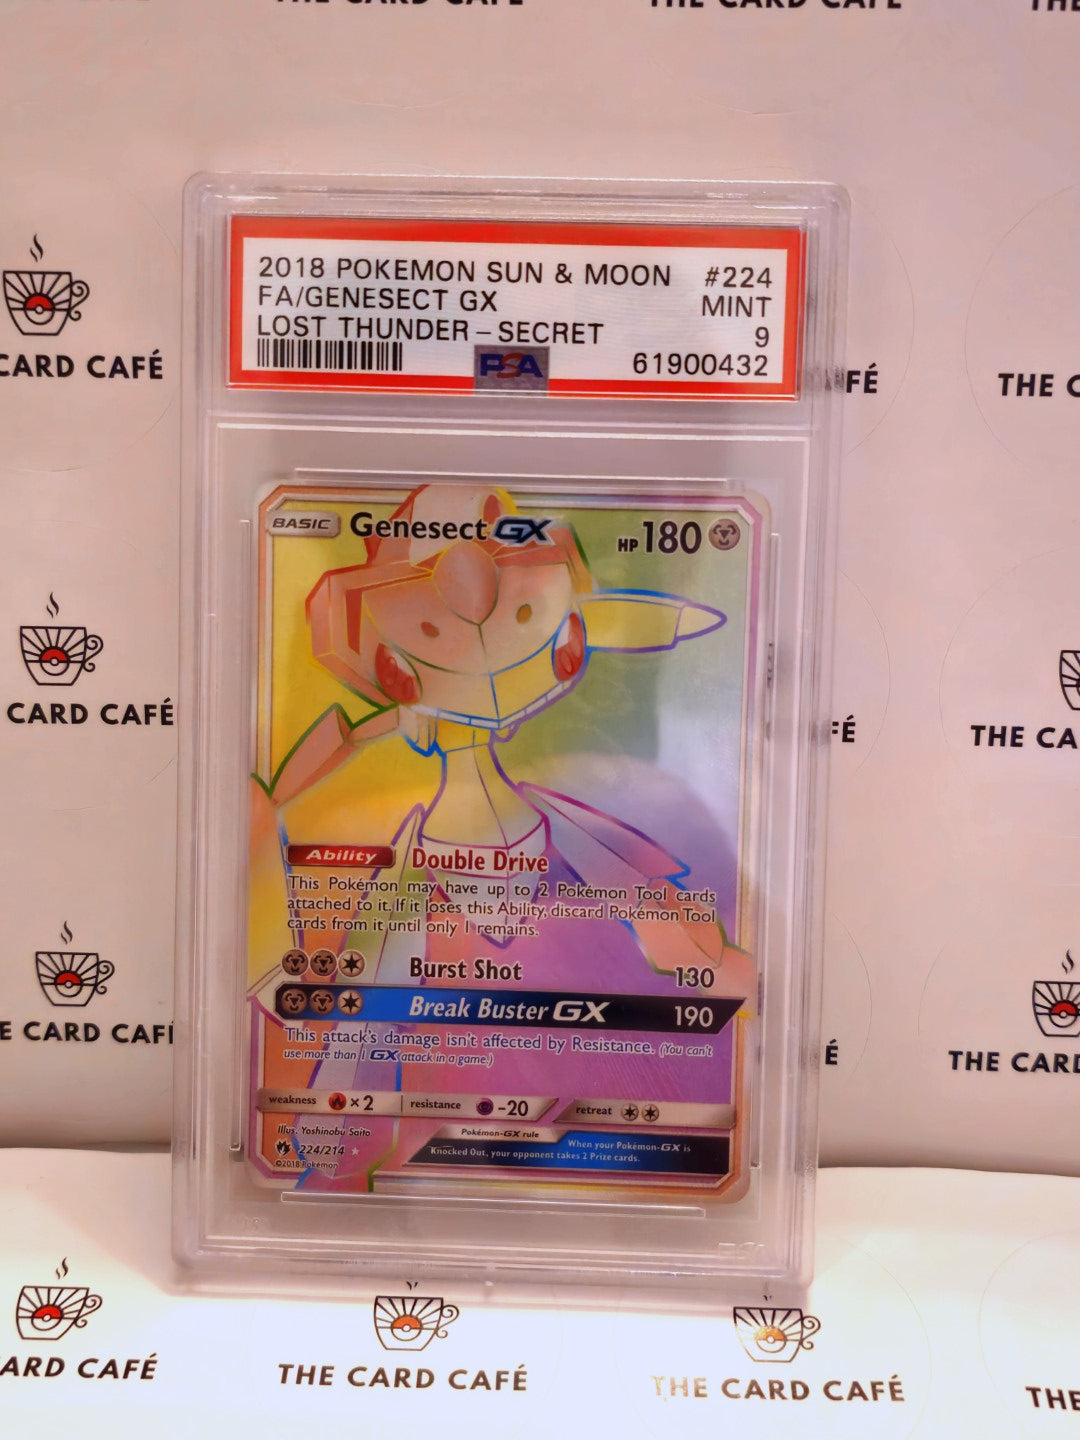 THE CARD CAFÉ
THE CARD CAFÉ
2018 POKEMON SUN & MOON #224
FA/GENESECT GX MINT
LOST THUNDER - SECRET 9
PSA 61900432
CARD CAFÉ
FÉ
THE C
BASIC Genesect GX HP 180
CARD CAFÉ
FÉ
THE CA
Ability Double Drive
This Pokémon may have up to 2 Pokémon Tool cards
attached to it. If it loses this Ability, discard Pokémon Tool
cards from it until only 1 remains.
Burst Shot 130
Break Buster GX 190
This attack's damage isn't affected by Resistance. (You can't
use more than 1 GX attack in a game.)
E CARD CAFÉ
É
THE CARD
weakness ×2 resistance -20 retreat
Illus. Yoshinobu Saito
224/214
©2018 Pokémon
Pokémon-GX rule
When your Pokémon-GX is
Knocked Out, your opponent takes 2 Prize cards.
ARD CAFÉ
THE CARD CAFÉ
THE CARD CAFÉ
THE